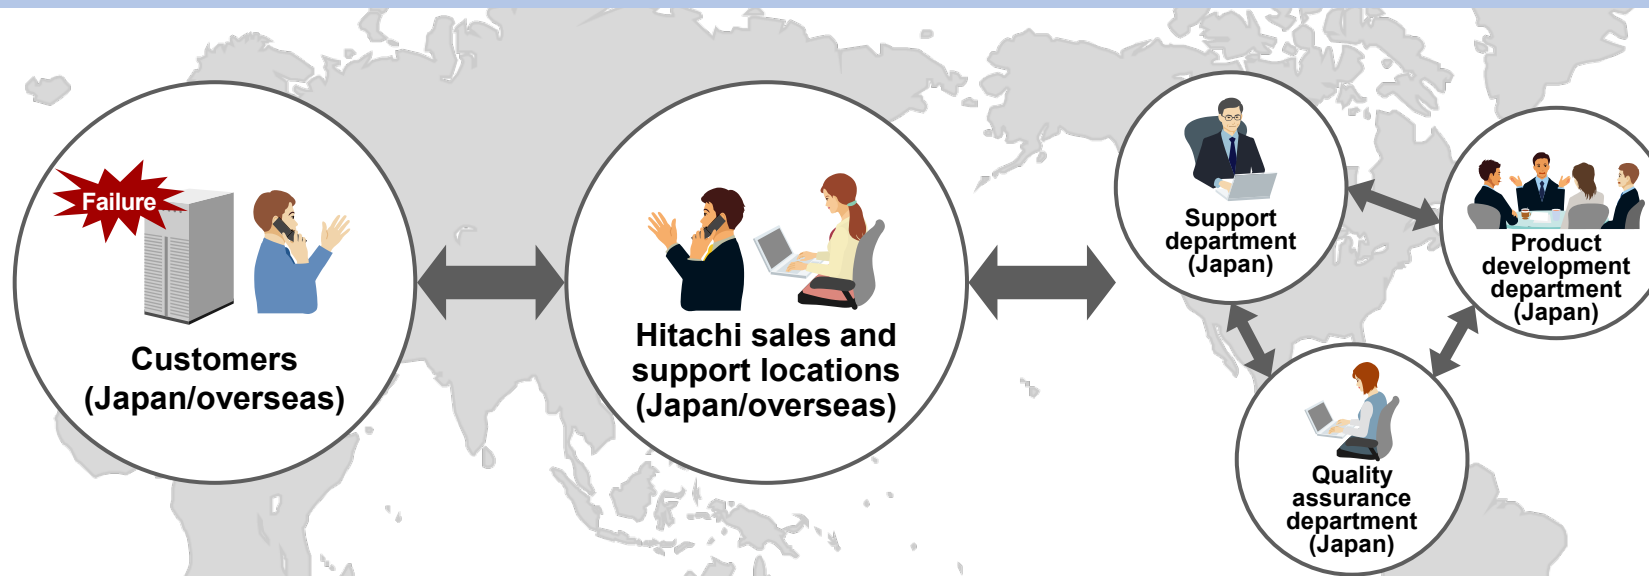 Failure
Customers
(Japan/overseas)
Hitachi sales and
support locations
(Japan/overseas)
Support
department
(Japan)
Product
development
department
(Japan)
Quality
assurance
department
(Japan)